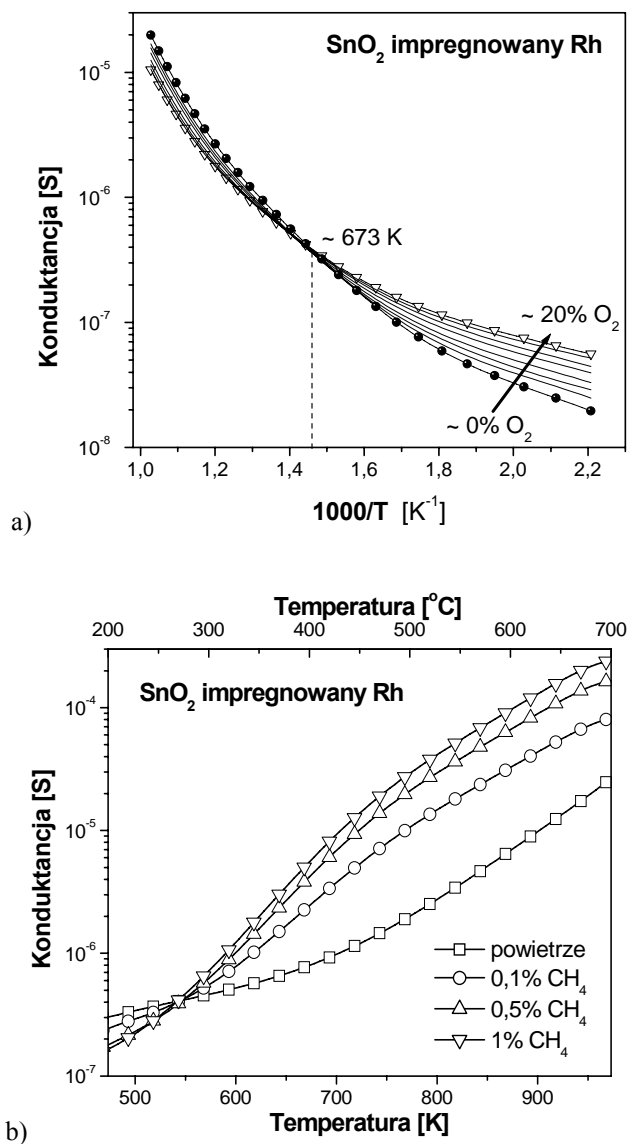 SnO₂ impregnowany Rh
10⁻⁵
10⁻⁶
10⁻⁷
10⁻⁸
Konduktancja [S]
~ 673 K
~ 20% O₂
~ 0% O₂
1,0 1,2 1,4 1,6 1,8 2,0 2,2
1000/T [K⁻¹]
a)
Temperatura [°C]
200 300 400 500 600 700
SnO₂ impregnowany Rh
10⁻⁴
10⁻⁵
10⁻⁶
10⁻⁷
Konduktancja [S]
powietrze
0,1% CH₄
0,5% CH₄
1% CH₄
500 600 700 800 900
Temperatura [K]
b)